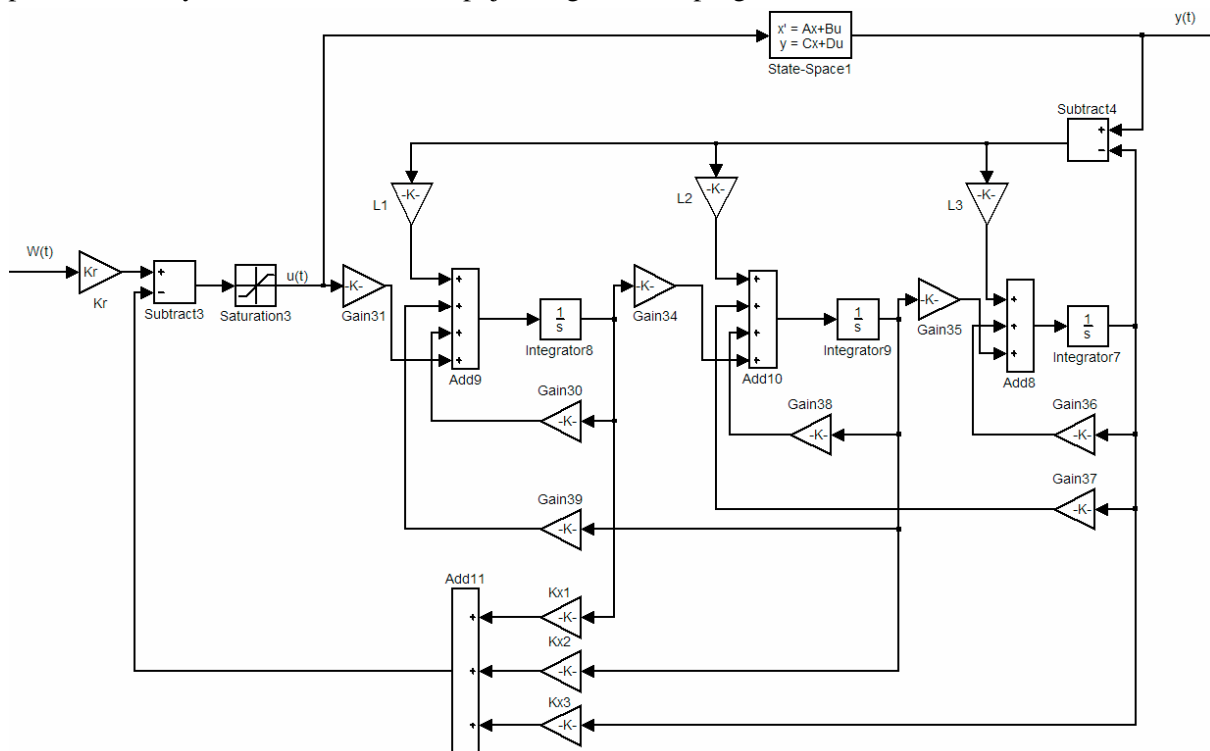 y(t)
x' = Ax+Bu
y = Cx+Du
State-Space1
Subtract4
+
−
-K-
L1
-K-
L2
-K-
L3
W(t)
Kr
Kr
+
−
Subtract3
Saturation3
u(t)
-K-
Gain31
+
+
+
+
Add9
1
s
Integrator8
-K-
Gain34
+
+
+
+
Add10
1
s
Integrator9
-K-
Gain35
+
+
+
Add8
1
s
Integrator7
Gain30
-K-
Gain38
-K-
Gain36
-K-
Gain39
-K-
Gain37
-K-
Add11
+
+
+
Kx1
-K-
Kx2
-K-
Kx3
-K-